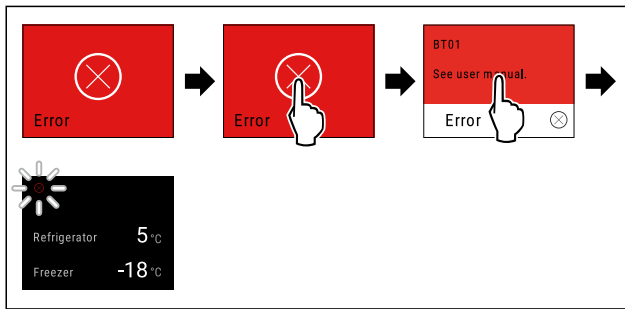 Error
Error
BT01
See user manual.
Error
Refrigerator 5°C
Freezer -18°C